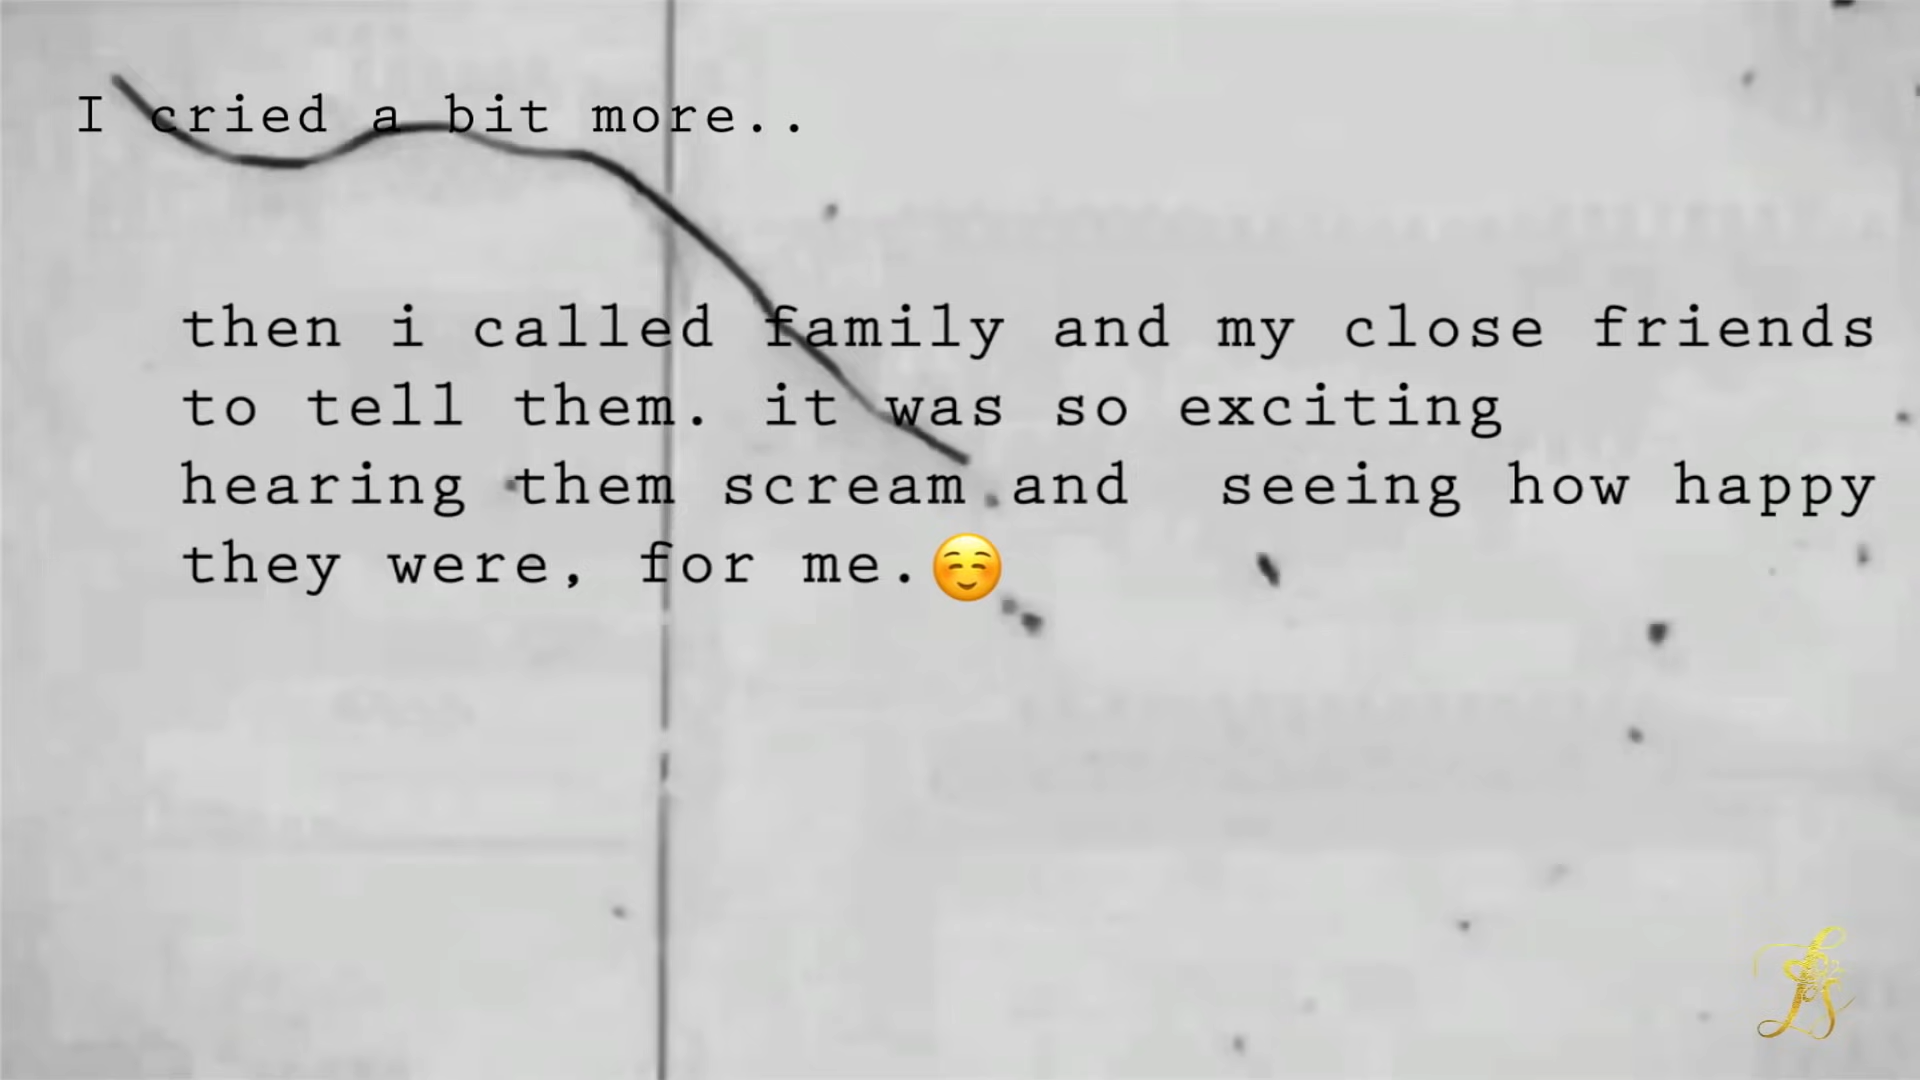 I cried a bit more..
then i called family and my close friends
to tell them. it was so exciting
hearing them scream and  seeing how happy
they were, for me.☺️